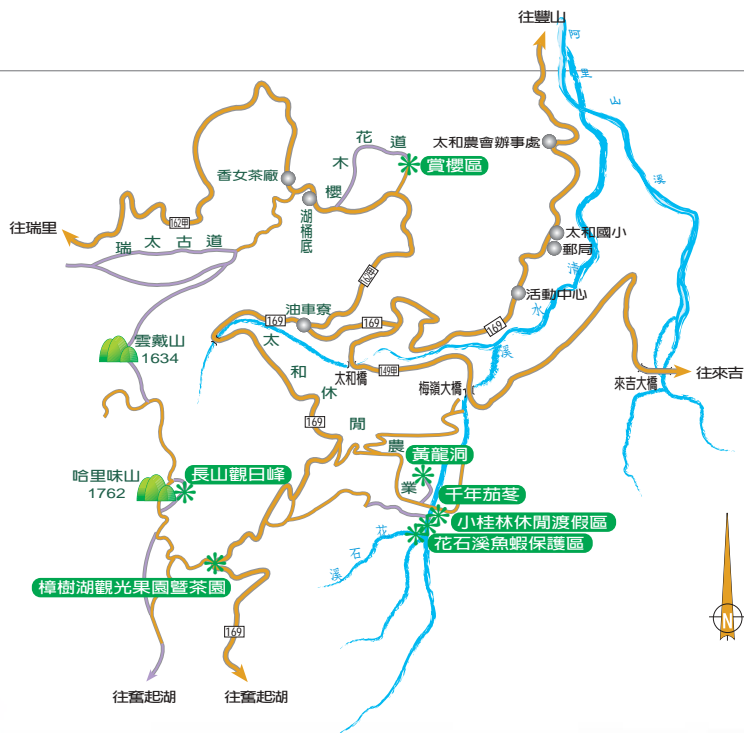 往豐山
阿里山溪
太和農會辦事處
木花道
賞櫻區
香女茶廠
櫻
湖桶底
162甲
往瑞里
瑞太古道
太和國小
郵局
162甲
清水溪
活動中心
油車寮
169
169
169
雲戴山
1634
太和休閒農業
太和橋
149甲
梅嶺大橋
來吉大橋
往來吉
169
黃龍洞
哈里味山
1762
長山觀日峰
千年茄苳
小桂林休閒渡假區
花石溪魚蝦保護區
花石溪
樟樹湖觀光果園暨茶園
169
N
往奮起湖
往奮起湖